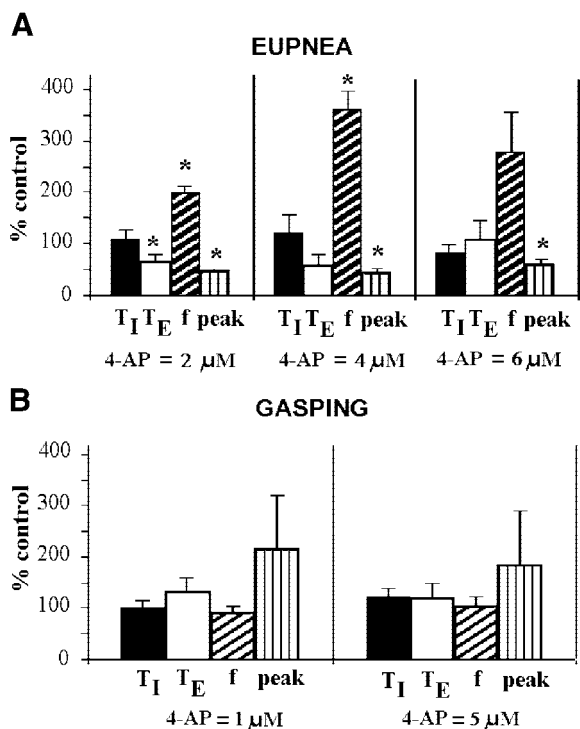 A
EUPNEA
% control
400
300
200
100
0
*
*
*
*
*
*
T_I T_E f peak
T_I T_E f peak
T_I T_E f peak
4-AP = 2 µM
4-AP = 4 µM
4-AP = 6 µM
B
GASPING
% control
400
300
200
100
0
T_I T_E f peak
T_I T_E f peak
4-AP = 1 µM
4-AP = 5 µM